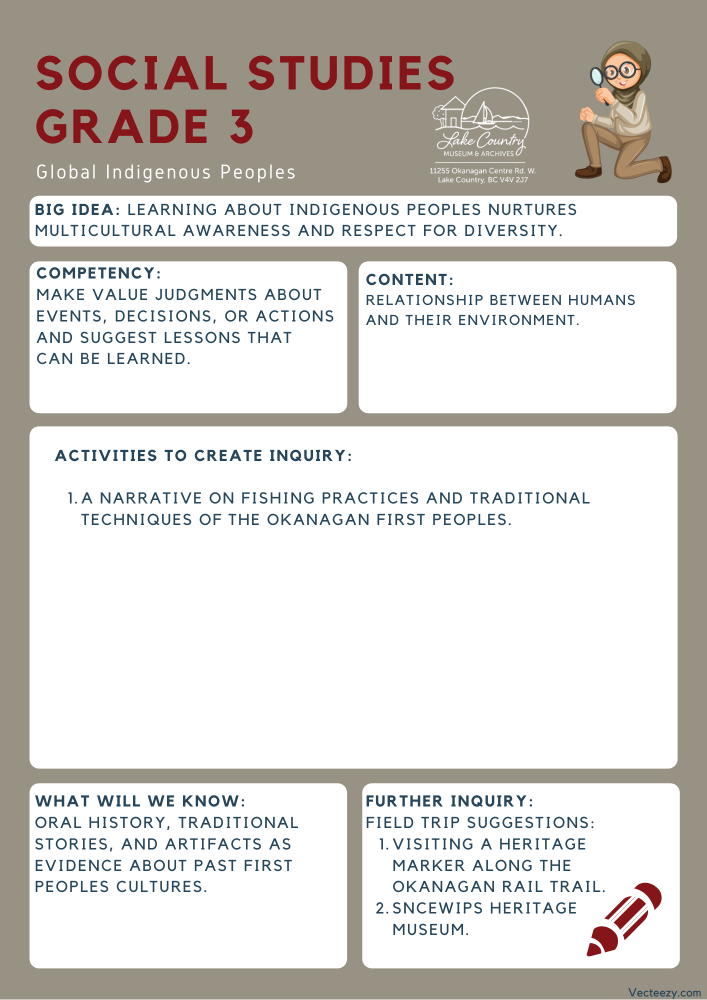 SOCIAL STUDIES
GRADE 3
Global Indigenous Peoples
Lake Country
MUSEUM & ARCHIVES
11255 Okanagan Centre Rd. W.
Lake Country, BC V4V 2J7
BIG IDEA: LEARNING ABOUT INDIGENOUS PEOPLES NURTURES
MULTICULTURAL AWARENESS AND RESPECT FOR DIVERSITY.
COMPETENCY:
MAKE VALUE JUDGMENTS ABOUT
EVENTS, DECISIONS, OR ACTIONS
AND SUGGEST LESSONS THAT
CAN BE LEARNED.
CONTENT:
RELATIONSHIP BETWEEN HUMANS
AND THEIR ENVIRONMENT.
ACTIVITIES TO CREATE INQUIRY:
1. A NARRATIVE ON FISHING PRACTICES AND TRADITIONAL
TECHNIQUES OF THE OKANAGAN FIRST PEOPLES.
WHAT WILL WE KNOW:
ORAL HISTORY, TRADITIONAL
STORIES, AND ARTIFACTS AS
EVIDENCE ABOUT PAST FIRST
PEOPLES CULTURES.
FURTHER INQUIRY:
FIELD TRIP SUGGESTIONS:
1. VISITING A HERITAGE
MARKER ALONG THE
OKANAGAN RAIL TRAIL.
2. SNCEWIPS HERITAGE
MUSEUM.
Vecteezy.com